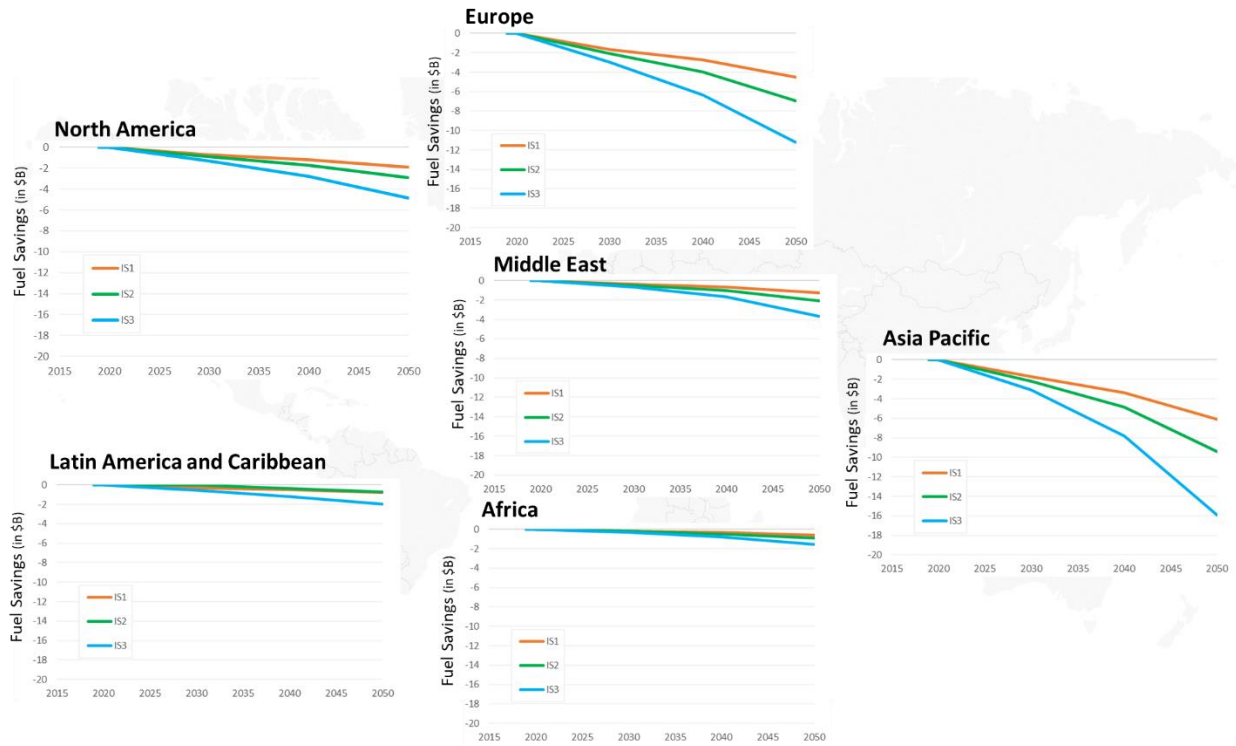 Europe
Fuel Savings (in $B)
0
-2
-4
-6
-8
-10
-12
-14
-16
-18
-20
IS1
IS2
IS3
2015 2020 2025 2030 2035 2040 2045 2050
North America
Fuel Savings (in $B)
0
-2
-4
-6
-8
-10
-12
-14
-16
-18
-20
IS1
IS2
IS3
2015 2020 2025 2030 2035 2040 2045 2050
Middle East
Fuel Savings (in $B)
0
-2
-4
-6
-8
-10
-12
-14
-16
-18
-20
IS1
IS2
IS3
2015 2020 2025 2030 2035 2040 2045 2050
Asia Pacific
Fuel Savings (in $B)
0
-2
-4
-6
-8
-10
-12
-14
-16
-18
-20
IS1
IS2
IS3
2015 2020 2025 2030 2035 2040 2045 2050
Latin America and Caribbean
Fuel Savings (in $B)
0
-2
-4
-6
-8
-10
-12
-14
-16
-18
-20
IS1
IS2
IS3
2015 2020 2025 2030 2035 2040 2045 2050
Africa
Fuel Savings (in $B)
0
-2
-4
-6
-8
-10
-12
-14
-16
-18
-20
IS1
IS2
IS3
2015 2020 2025 2030 2035 2040 2045 2050